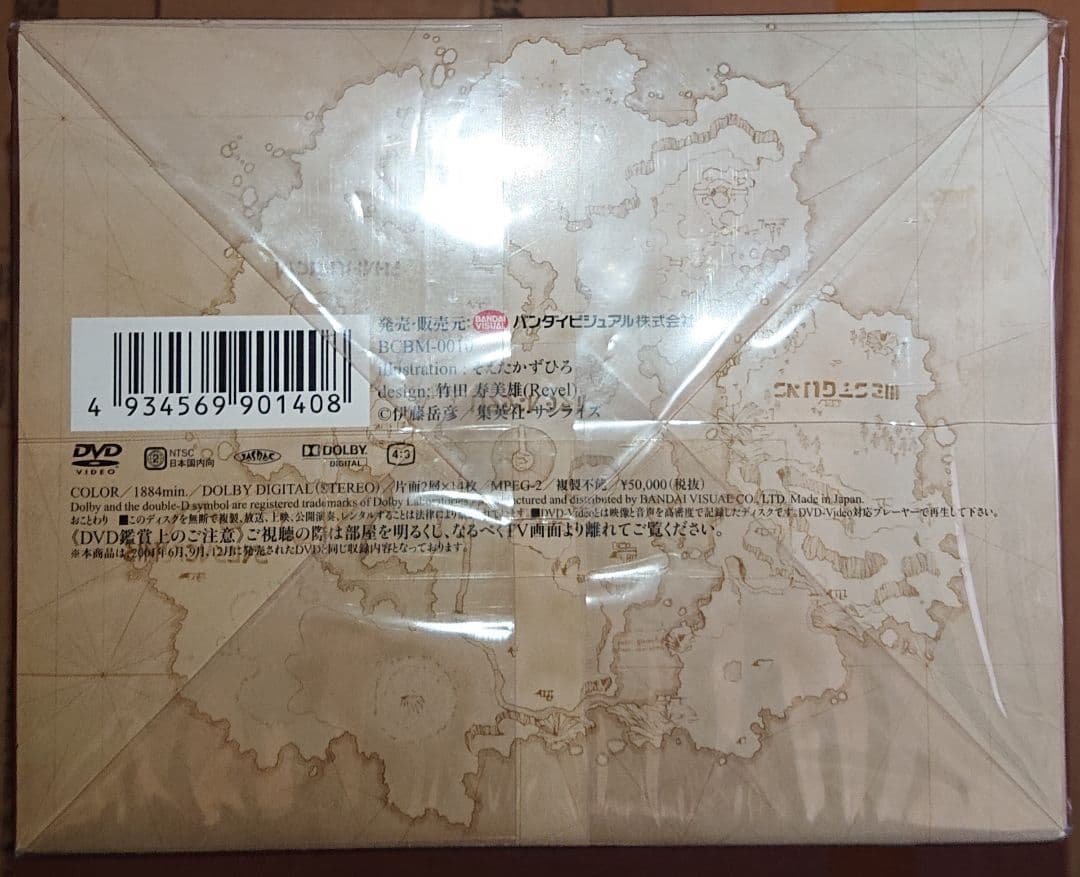 発売・販売元: BANDAI VISUAL バンダイビジュアル株式会社
BCBM-0010
illustration : そえたかずひろ
design: 竹田 寿美雄(Revel)
©伊藤岳彦／集英社・サンライズ
4 934569 901408
DVD VIDEO 2 NTSC 日本国内向 JASRAC DOLBY DIGITAL 4:3
COLOR／1884min.／DOLBY DIGITAL(STEREO)／片面2層×14枚／MPEG-2／複製不能／¥50,000(税抜)
Dolby and the double-D symbol are registered trademarks of Dolby Laboratories and distributed by BANDAI VISUAL CO., LTD. Made in Japan.
おことわり ■このディスクを無断で複製、放送、上映、公開演奏、レンタルすることは法律により ています。■DVD-Videoとは映像と音声を高密度で記録したディスクです。DVD-Video対応プレーヤーで再生して下さい。
《DVD鑑賞上のご注意》ご視聴の際は部屋を明るくし、なるべくTV画面より離れてご覧ください。
※本商品は、2001年6月、9月、12月に発売されたDVDと同じ収録内容となっております。